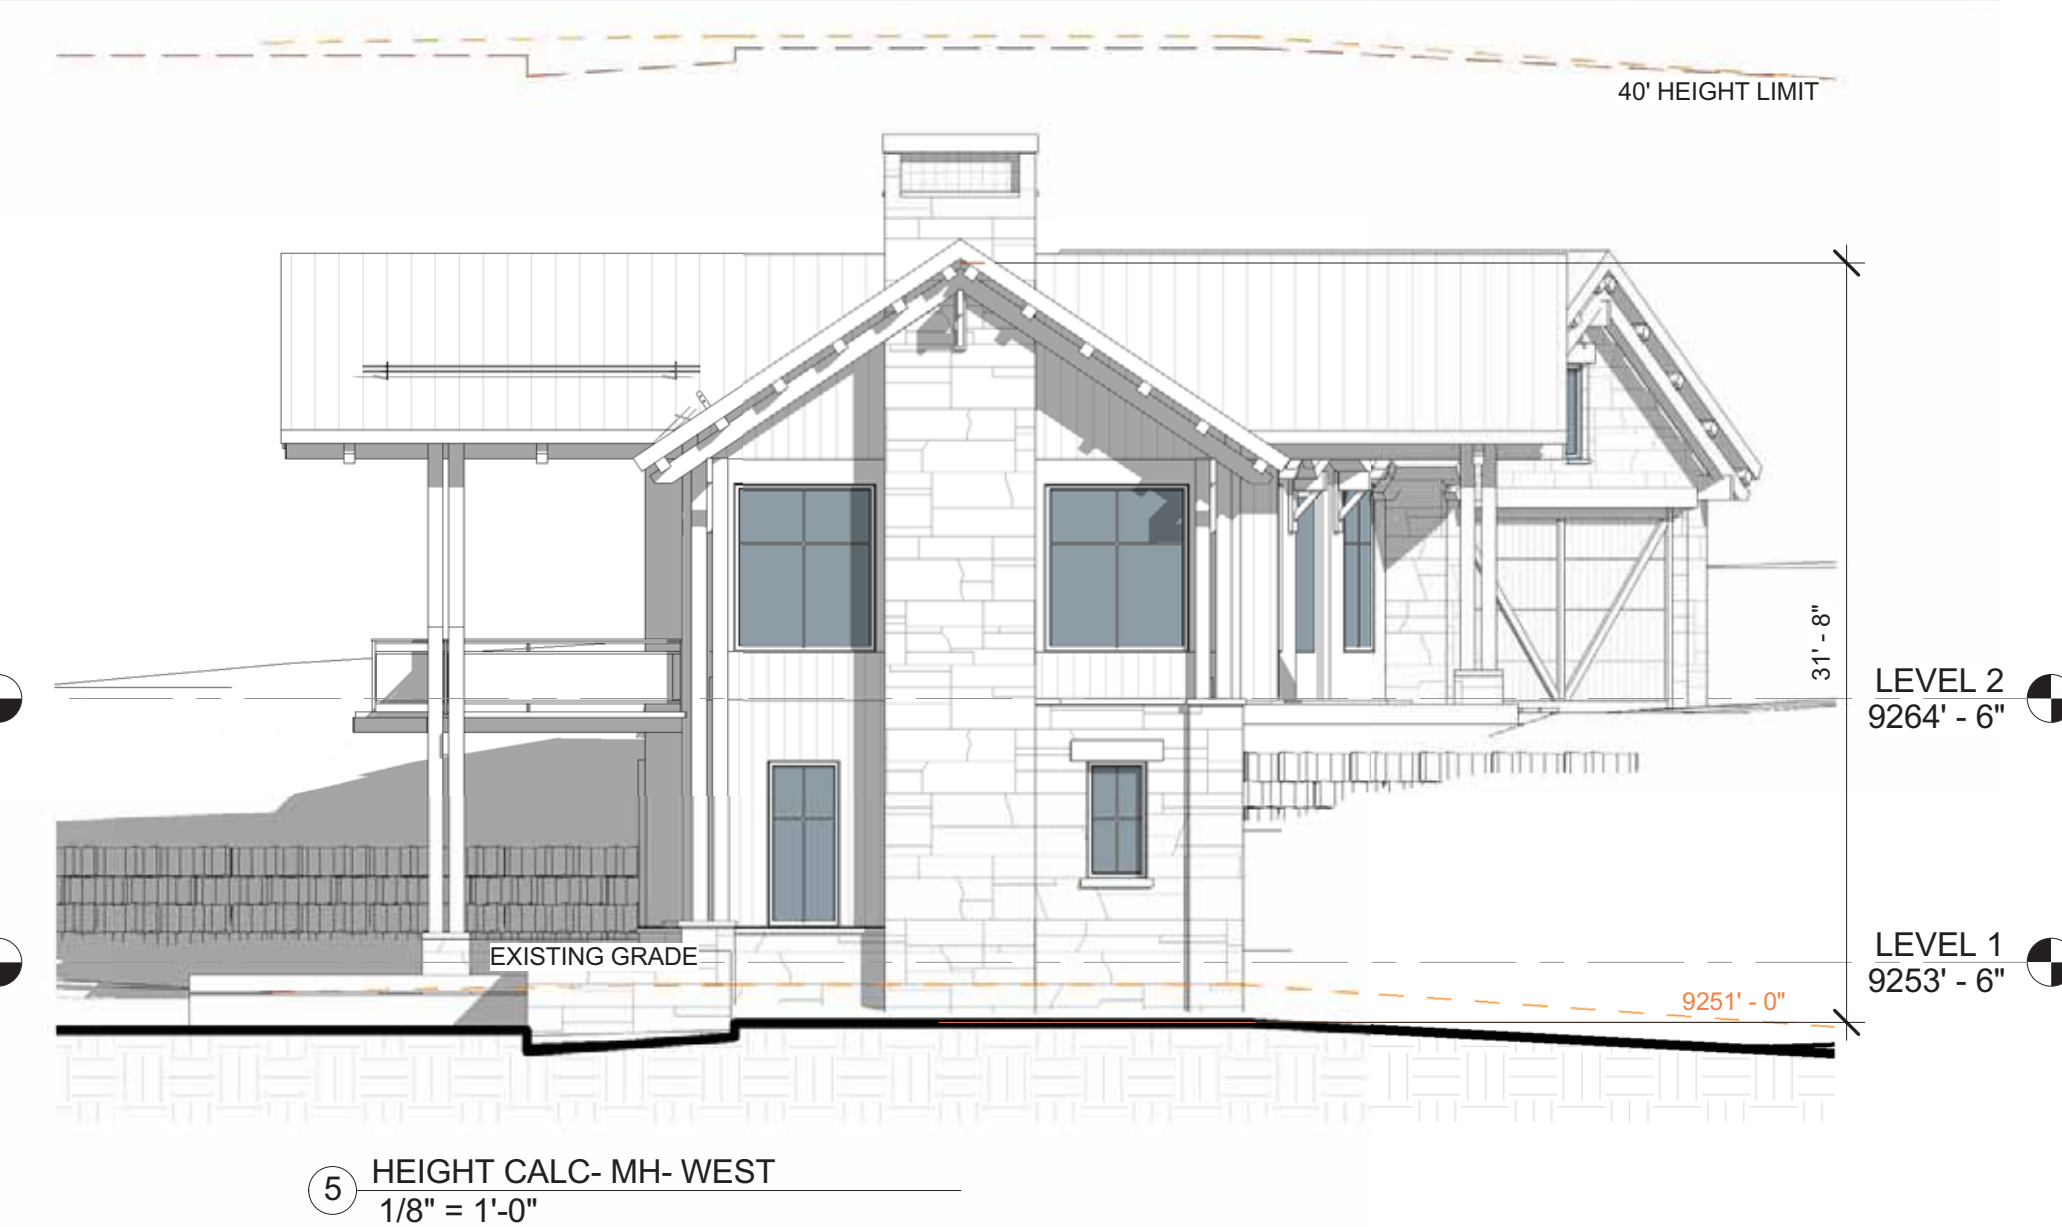 40' HEIGHT LIMIT
31' - 8"
LEVEL 2
9264' - 6"
LEVEL 1
9253' - 6"
EXISTING GRADE
9251' - 0"
5
HEIGHT CALC- MH- WEST
1/8" = 1'-0"